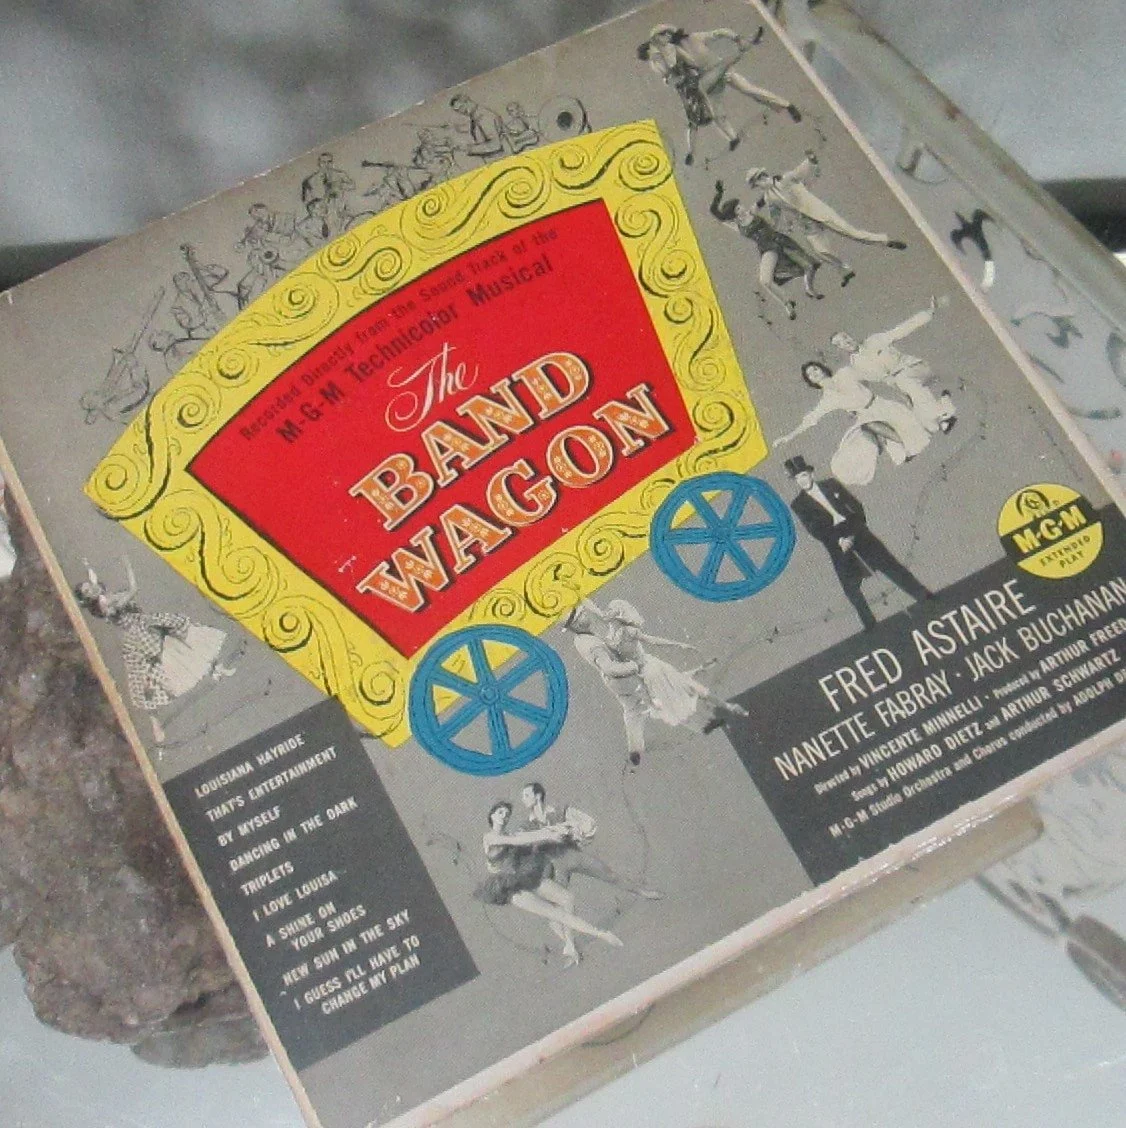 Recorded Directly from the Sound Track of the
M-G-M Technicolor Musical
The
BAND
WAGON
M-G-M
EXTENDED
PLAY
FRED ASTAIRE
NANETTE FABRAY · JACK BUCHANAN
Directed by VINCENTE MINNELLI · Produced by ARTHUR FREED
Songs by HOWARD DIETZ and ARTHUR SCHWARTZ
M-G-M Studio Orchestra and Chorus conducted by ADOLPH
LOUISIANA HAYRIDE
THAT'S ENTERTAINMENT
BY MYSELF
DANCING IN THE DARK
TRIPLETS
I LOVE LOUISA
A SHINE ON
YOUR SHOES
NEW SUN IN THE SKY
I GUESS I'LL HAVE TO
CHANGE MY PLAN